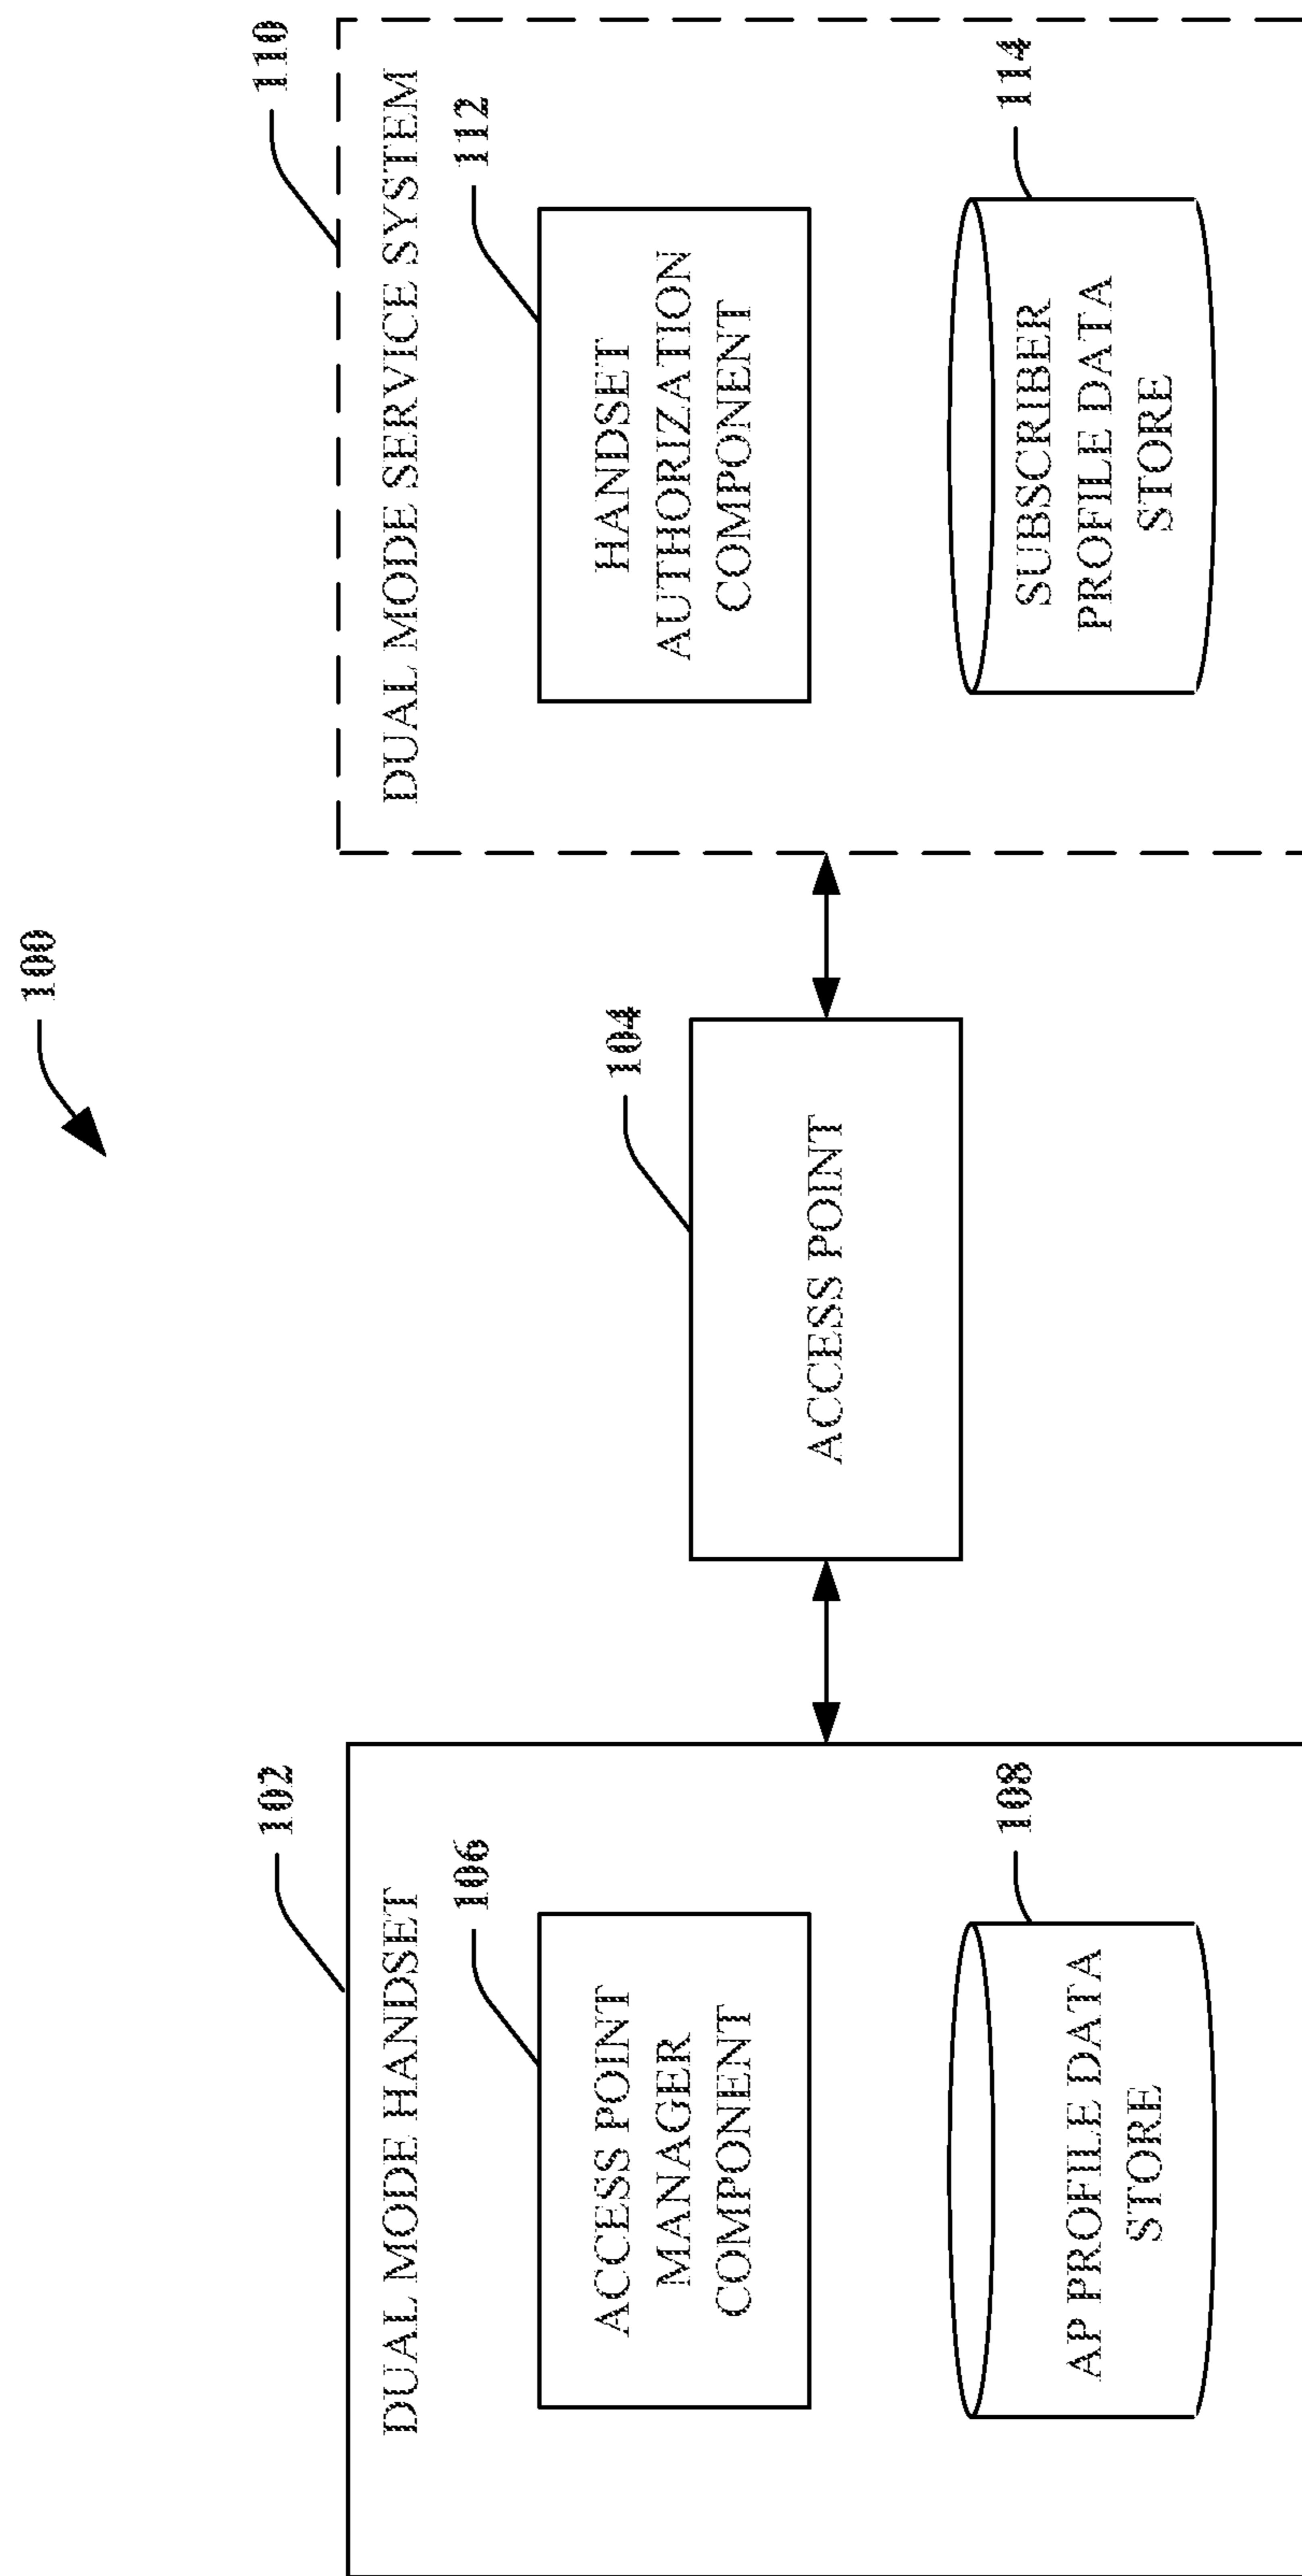 100
102
DUAL MODE HANDSET
106
ACCESS POINT
MANAGER
COMPONENT
108
AP PROFILE DATA
STORE
104
ACCESS POINT
110
DUAL MODE SERVICE SYSTEM
112
HANDSET
AUTHORIZATION
COMPONENT
114
SUBSCRIBER
PROFILE DATA
STORE